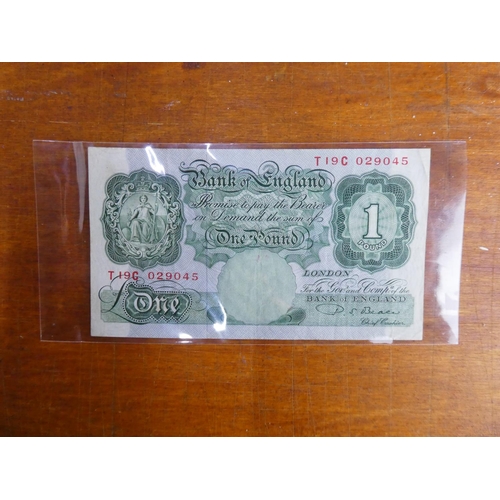 T19C 029045
Bank of England
Promise to pay the Bearer
on Demand the sum of
One Pound
1
POUND
T19C 029045
LONDON
For the Govr. and Compa. of the
BANK of ENGLAND
£ONE
Chief Cashier